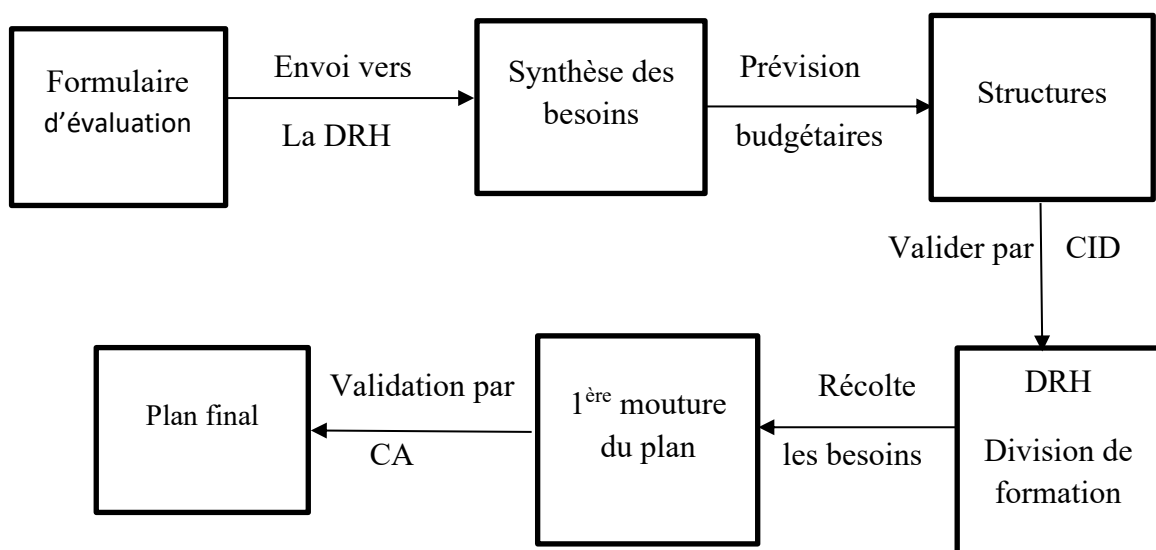 Formulaire
d'évaluation
Envoi vers
La DRH
Synthèse des
besoins
Prévision
budgétaires
Structures
Valider par CID
DRH
Division de
formation
Récolte
les besoins
1ère mouture
du plan
Validation par
CA
Plan final